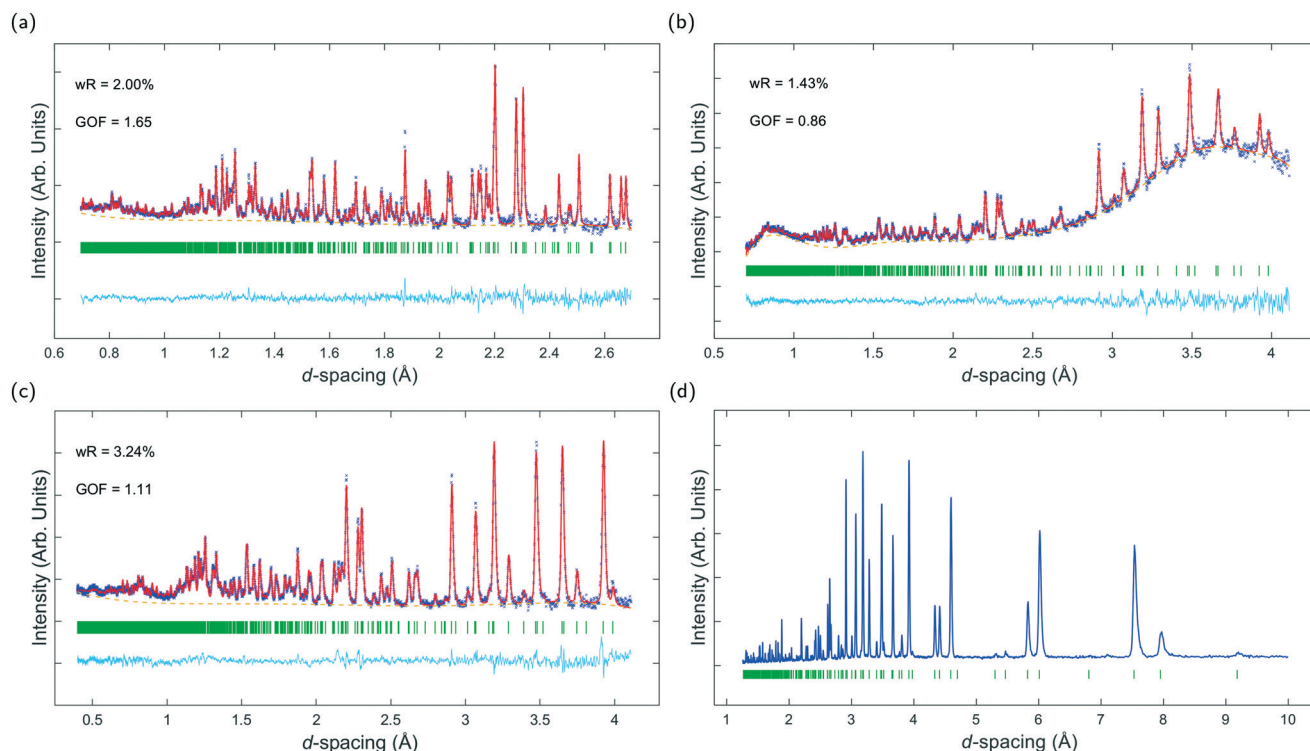 (a)
wR = 2.00%
GOF = 1.65
Intensity (Arb. Units)
0.6 0.8 1 1.2 1.4 1.6 1.8 2 2.2 2.4 2.6
d-spacing (Å)
(b)
wR = 1.43%
GOF = 0.86
Intensity (Arb. Units)
0.5 1 1.5 2 2.5 3 3.5 4
d-spacing (Å)
(c)
wR = 3.24%
GOF = 1.11
Intensity (Arb. Units)
0.5 1 1.5 2 2.5 3 3.5 4
d-spacing (Å)
(d)
Intensity (Arb. Units)
1 2 3 4 5 6 7 8 9 10
d-spacing (Å)